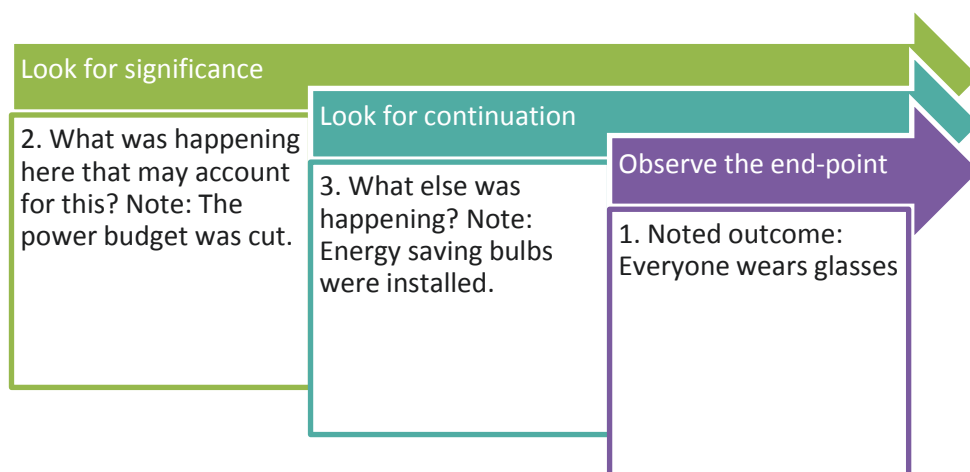 Look for significance
2. What was happening
here that may account
for this? Note: The
power budget was cut.
Look for continuation
3. What else was
happening? Note:
Energy saving bulbs
were installed.
Observe the end-point
1. Noted outcome:
Everyone wears glasses